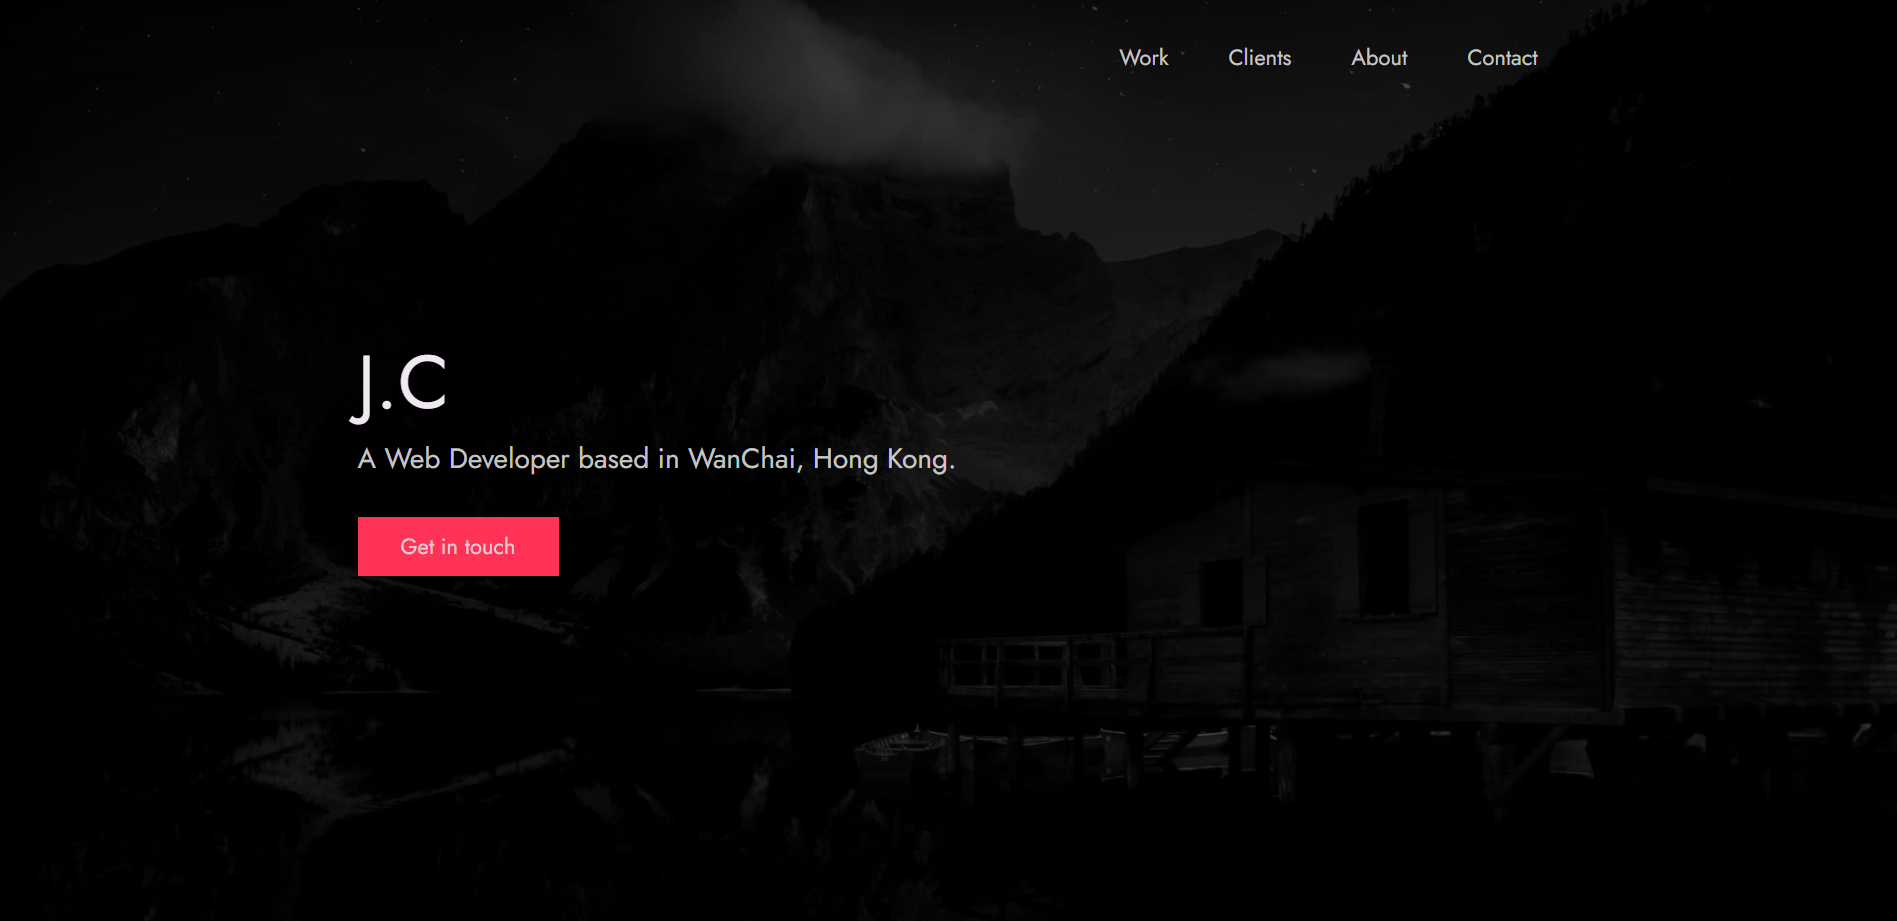 Work Clients About Contact
J.C
A Web Developer based in WanChai, Hong Kong.
Get in touch